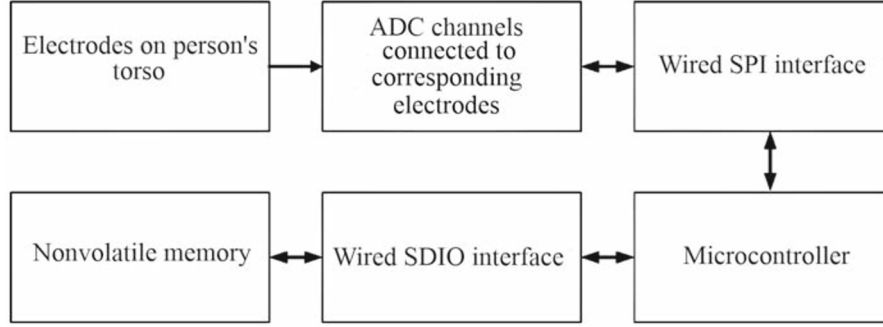 Electrodes on person's
torso
ADC channels
connected to
corresponding
electrodes
Wired SPI interface
Nonvolatile memory
Wired SDIO interface
Microcontroller